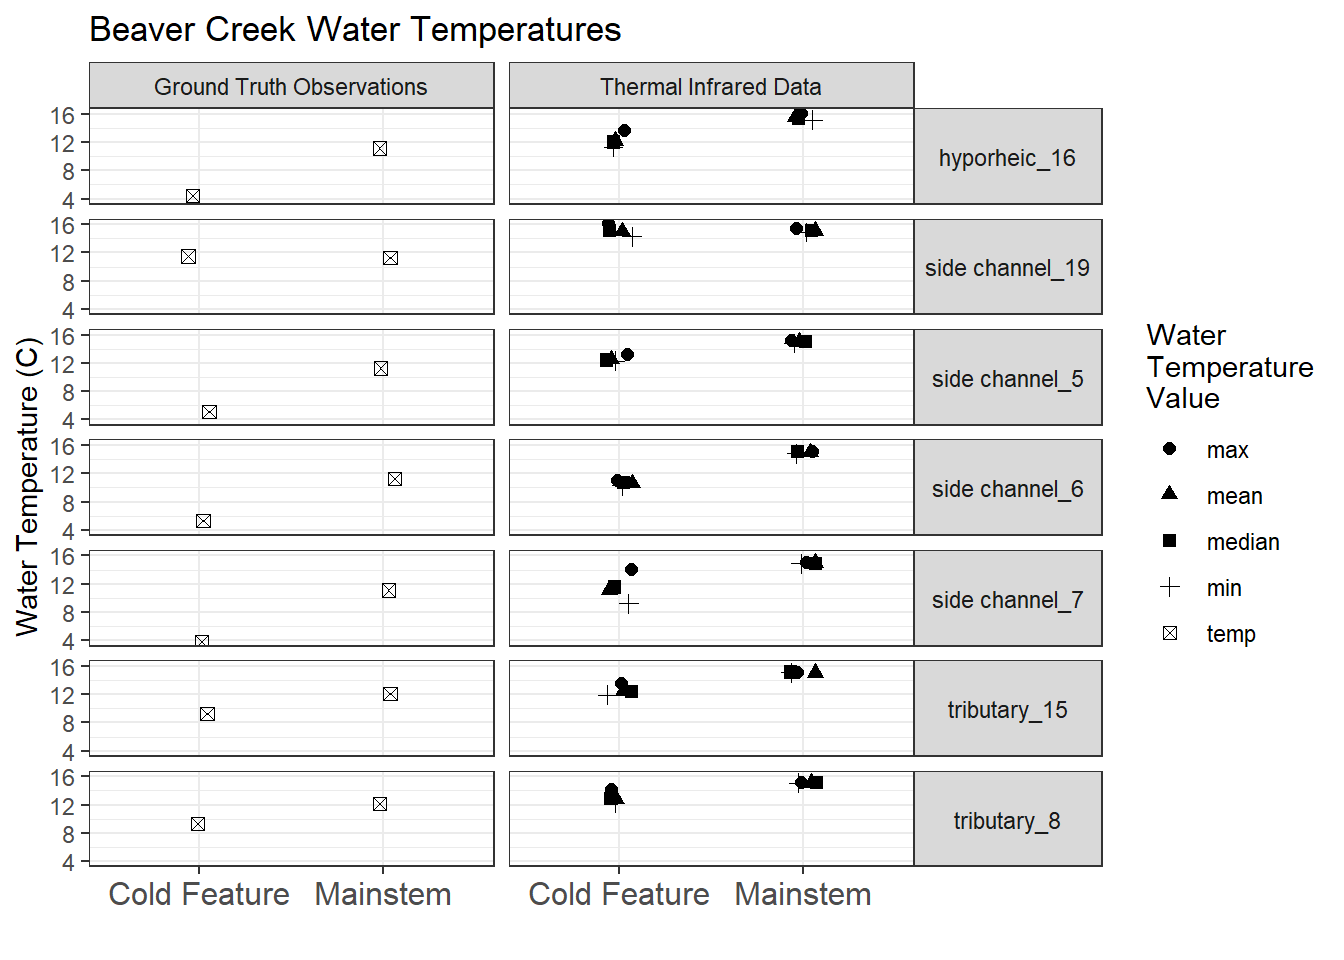 Beaver Creek Water Temperatures
Ground Truth Observations
Thermal Infrared Data
Water Temperature (C)
16
12
8
4
hyporheic_16
16
12
8
4
side channel_19
16
12
8
4
side channel_5
16
12
8
4
side channel_6
16
12
8
4
side channel_7
16
12
8
4
tributary_15
16
12
8
4
tributary_8
Cold Feature
Mainstem
Cold Feature
Mainstem
Water
Temperature
Value
max
mean
median
min
temp